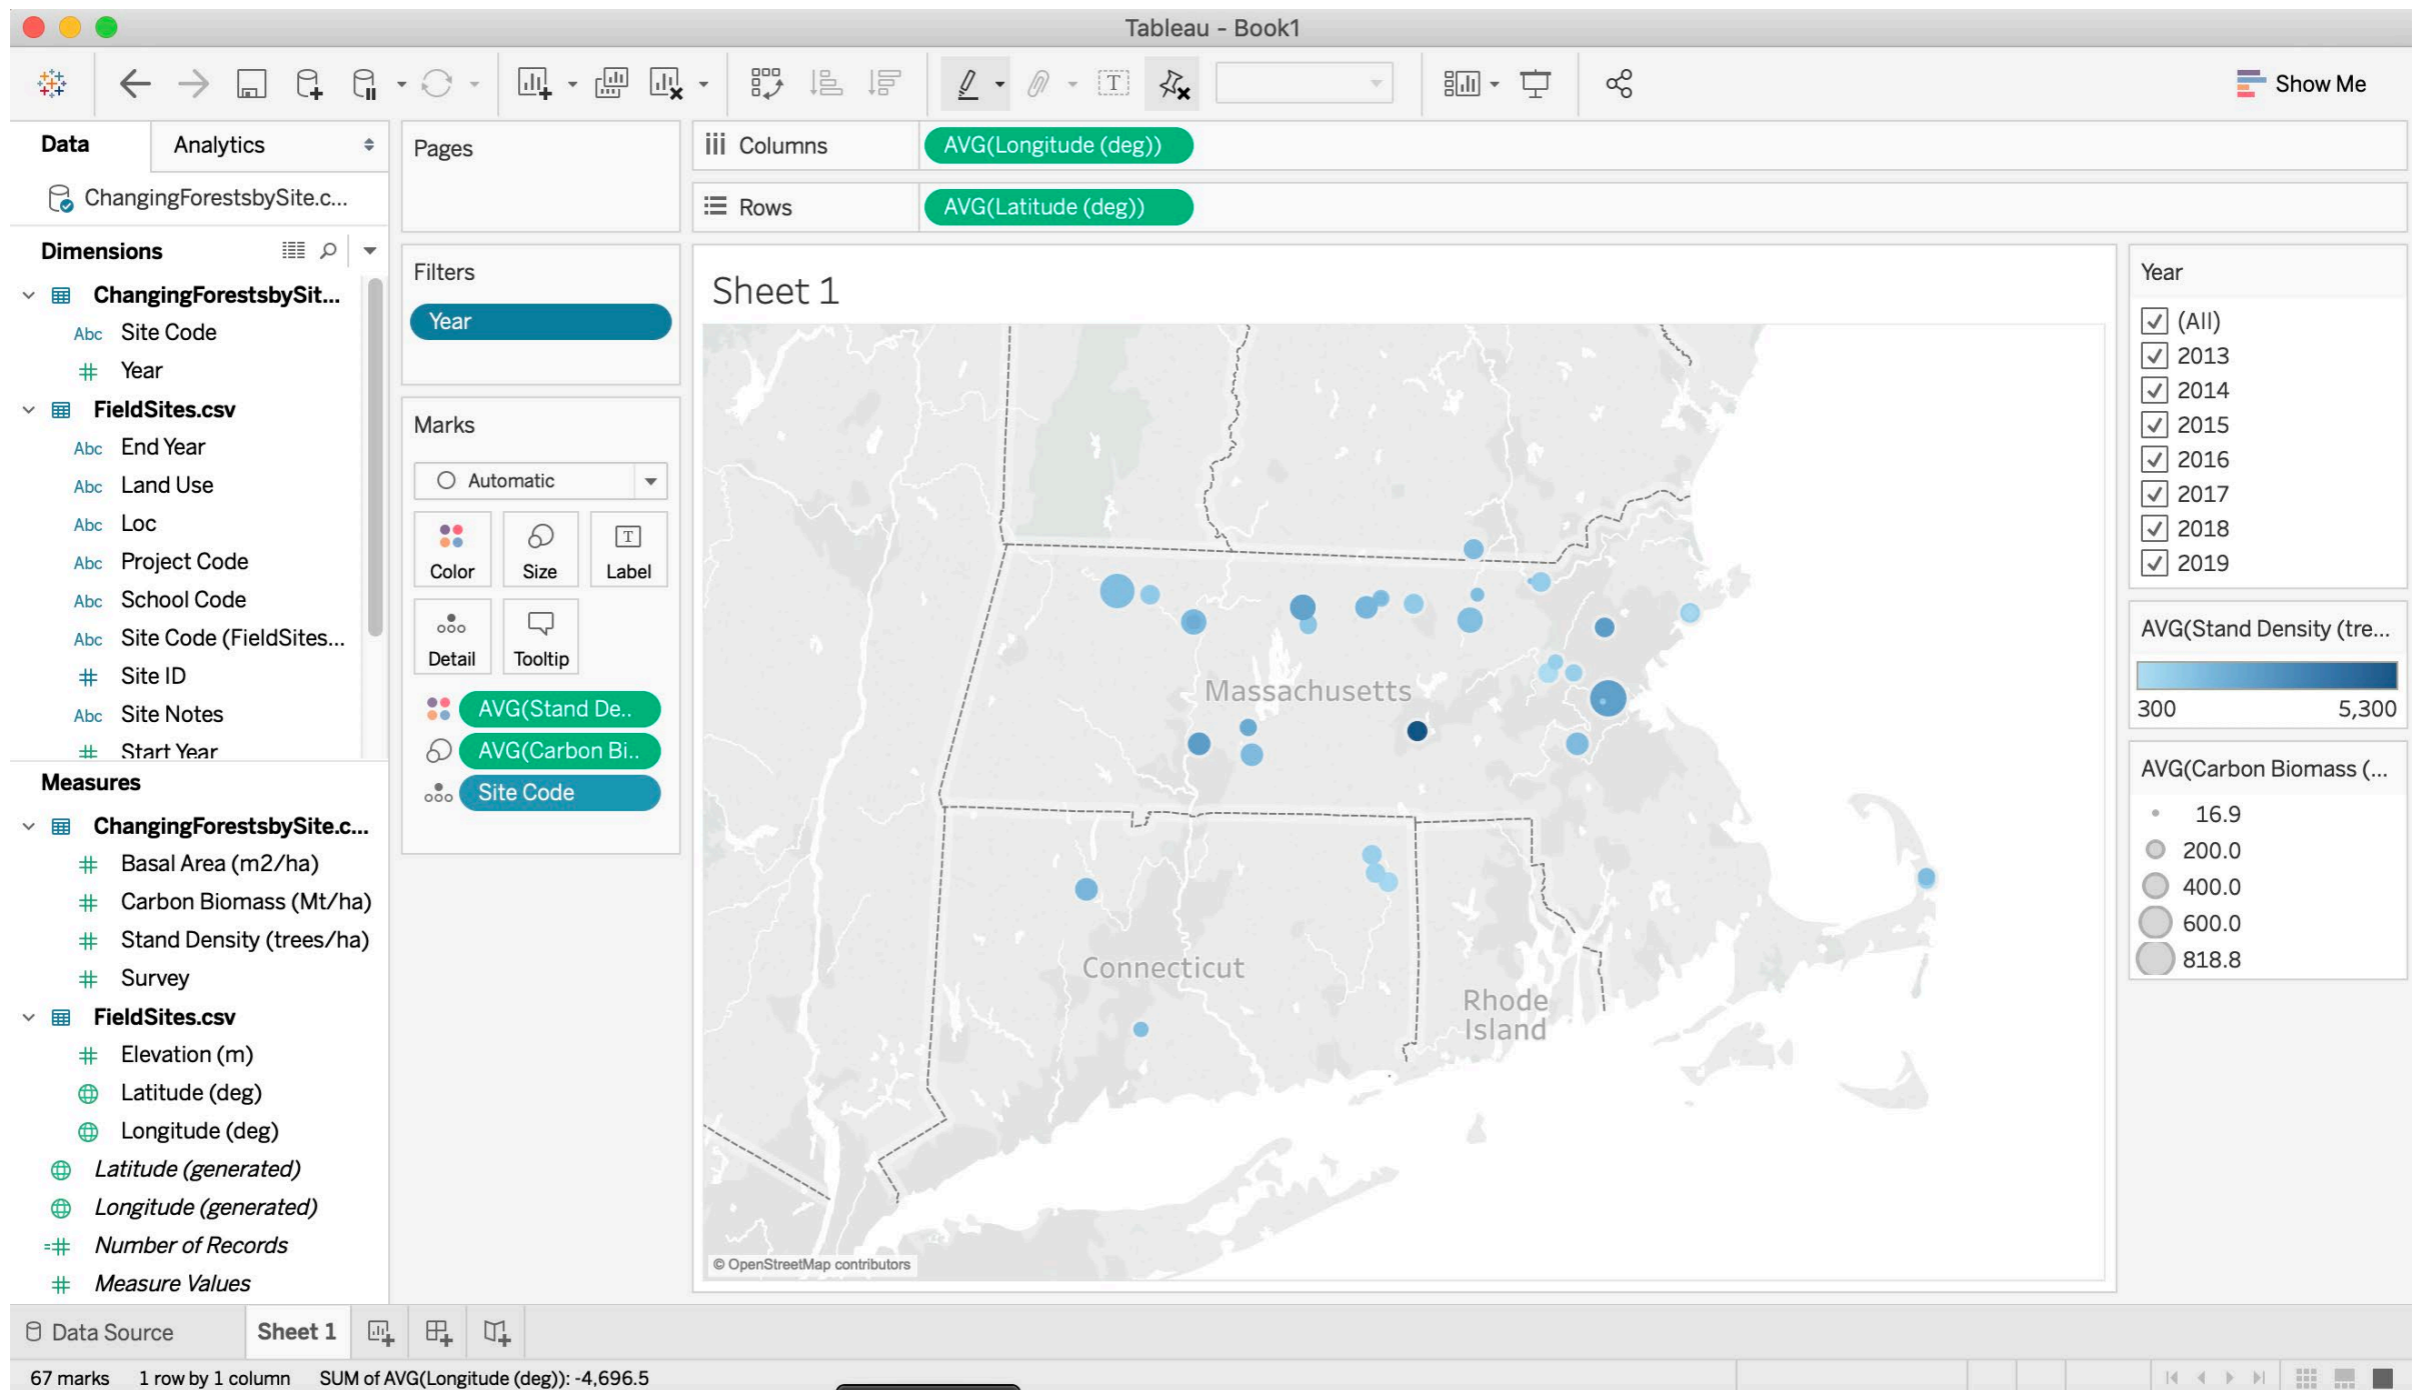 Tableau - Book1
Show Me
Data
Analytics
ChangingForestsbySite.c...
Dimensions
ChangingForestsbySit...
Abc Site Code
# Year
FieldSites.csv
Abc End Year
Abc Land Use
Abc Loc
Abc Project Code
Abc School Code
Abc Site Code (FieldSites...
# Site ID
Abc Site Notes
# Start Year
Measures
ChangingForestsbySite.c...
# Basal Area (m2/ha)
# Carbon Biomass (Mt/ha)
# Stand Density (trees/ha)
# Survey
FieldSites.csv
# Elevation (m)
Latitude (deg)
Longitude (deg)
Latitude (generated)
Longitude (generated)
=# Number of Records
# Measure Values
Pages
Filters
Year
Marks
Automatic
Color
Size
T
Label
Detail
Tooltip
AVG(Stand De..
AVG(Carbon Bi..
Site Code
Columns
AVG(Longitude (deg))
Rows
AVG(Latitude (deg))
Sheet 1
Massachusetts
Connecticut
Rhode
Island
© OpenStreetMap contributors
Year
(All)
2013
2014
2015
2016
2017
2018
2019
AVG(Stand Density (tre...
300 5,300
AVG(Carbon Biomass (...
16.9
200.0
400.0
600.0
818.8
Data Source
Sheet 1
67 marks 1 row by 1 column SUM of AVG(Longitude (deg)): -4,696.5